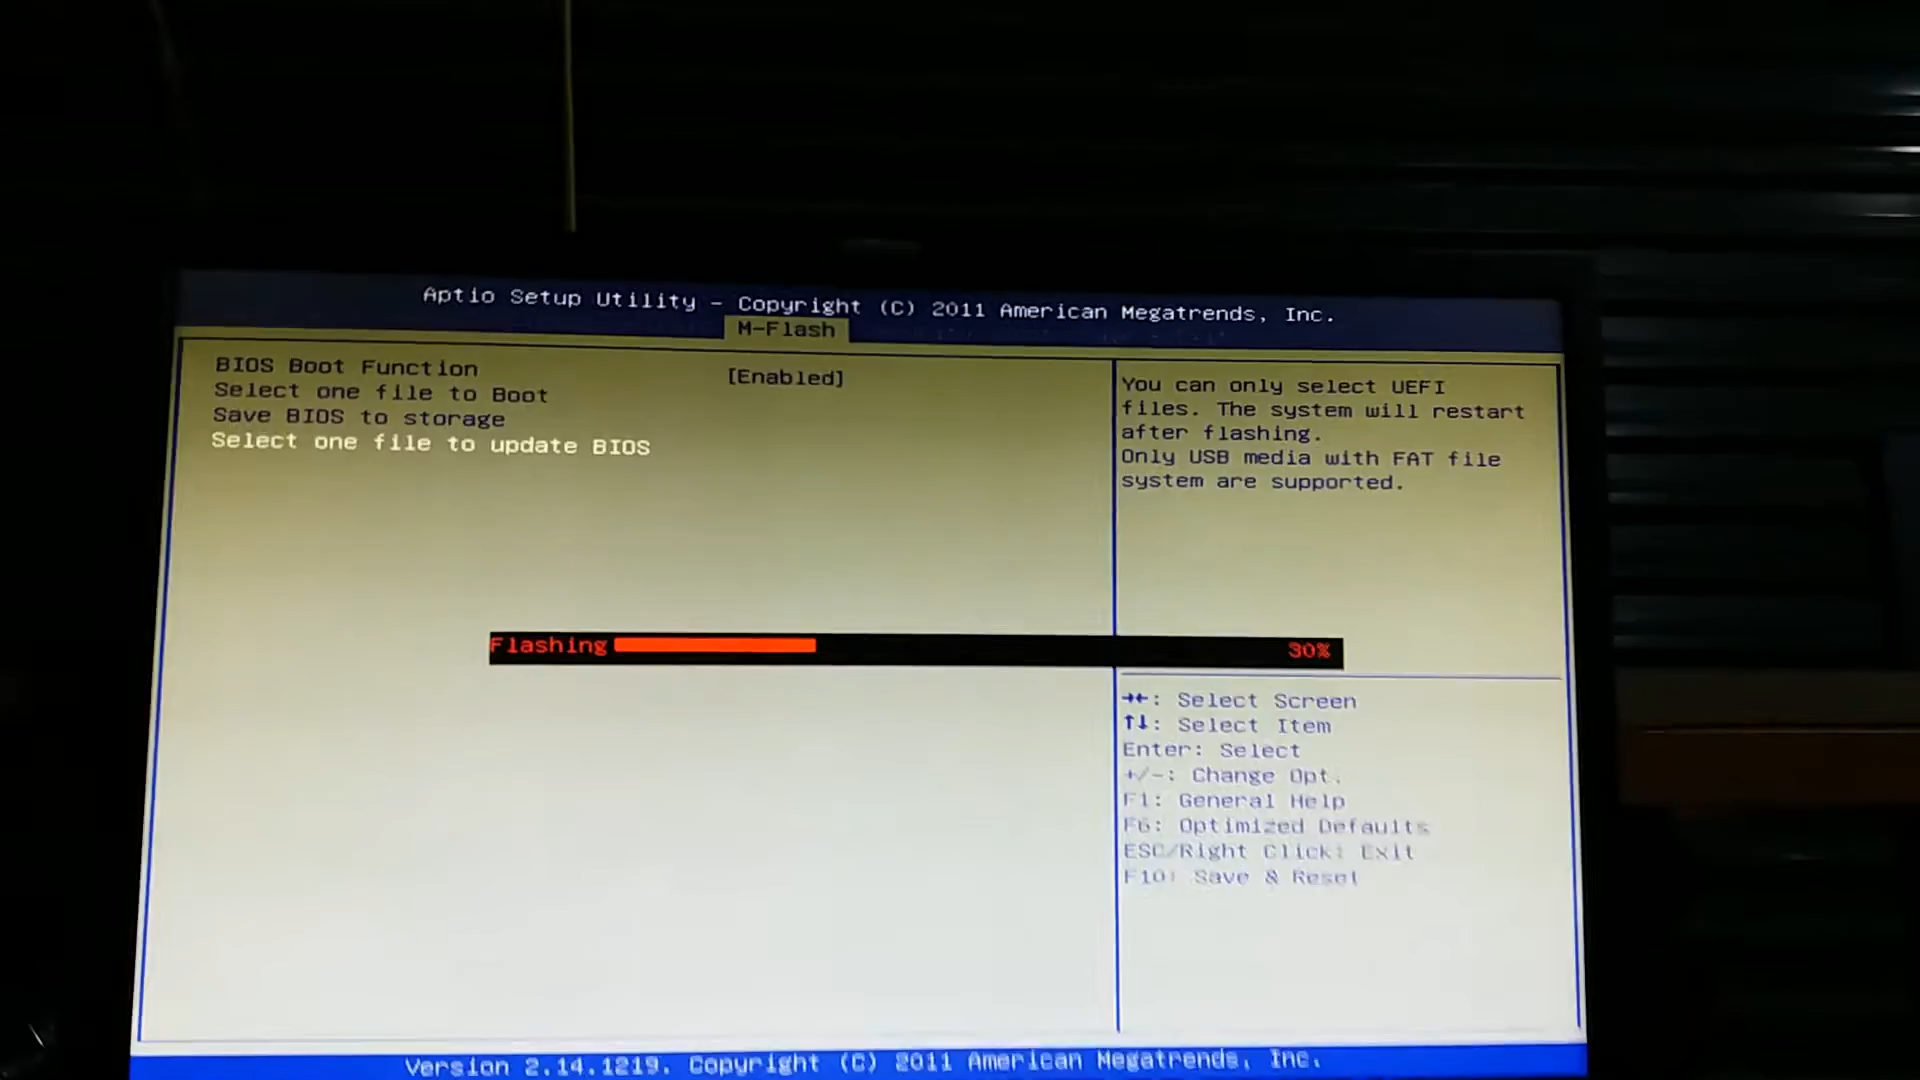 Aptio Setup Utility - Copyright (C) 2011 American Megatrends, Inc.
M-Flash
BIOS Boot Function [Enabled]
Select one file to Boot
Save BIOS to storage
Select one file to update BIOS
You can only select UEFI
files. The system will restart
after flashing.
Only USB media with FAT file
system are supported.
Flashing 30%
→←: Select Screen
↑↓: Select Item
Enter: Select
+/-: Change Opt.
F1: General Help
F6: Optimized Defaults
ESC/Right Click: Exit
F10: Save & Reset
Version 2.14.1219. Copyright (C) 2011 American Megatrends, Inc.